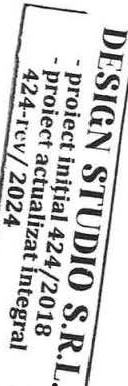 DESIGN STUDIO S.R.L.
- proiect inițial 424/2018
- proiect actualizat integral
424-rev/ 2024